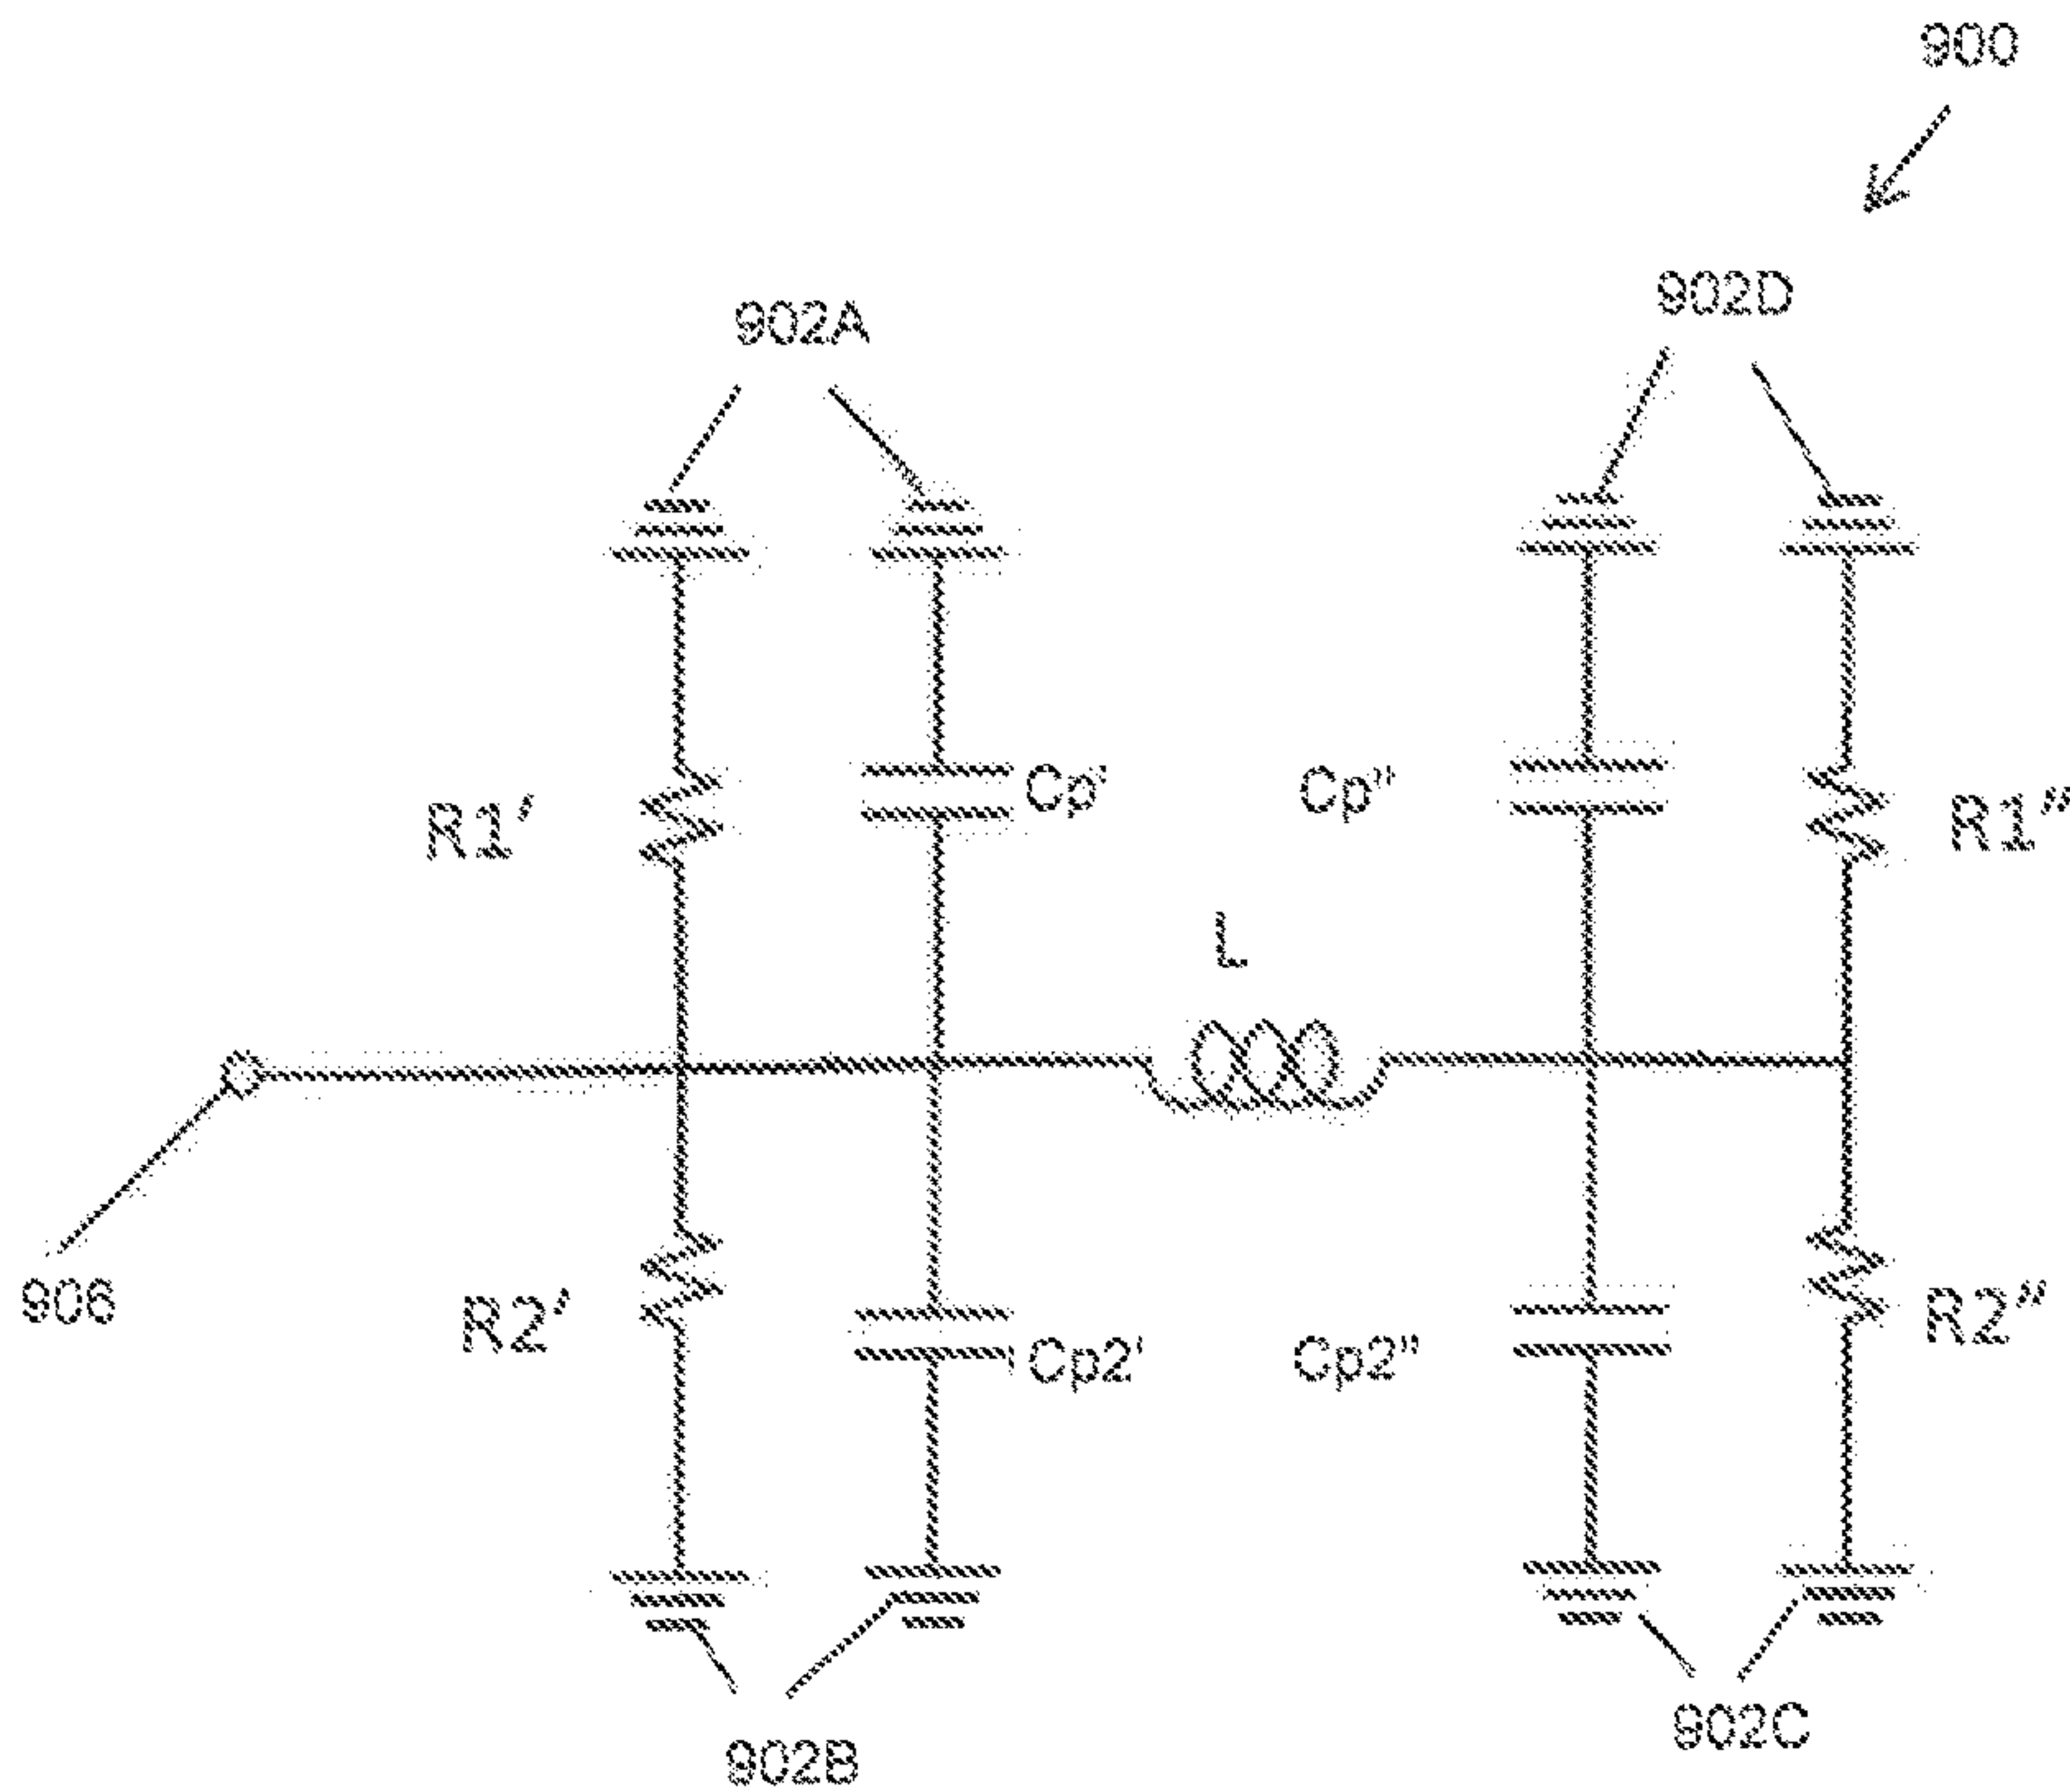 900
902D
902A
Cp'
Cp"
R1'
R1"
L
906
R2'
R2"
Cp2'
Cp2"
902C
902B